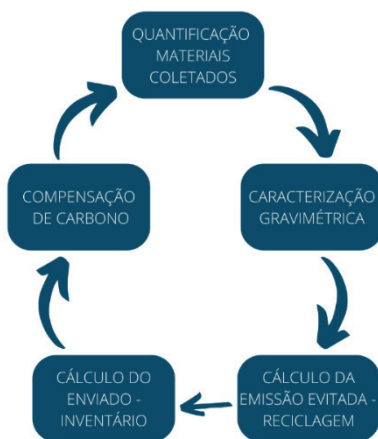 QUANTIFICAÇÃO
MATERIAIS
COLETADOS
CARACTERIZAÇÃO
GRAVIMÉTRICA
CÁLCULO DA
EMISSÃO EVITADA -
RECICLAGEM
CÁLCULO DO
ENVIADO -
INVENTÁRIO
COMPENSAÇÃO
DE CARBONO